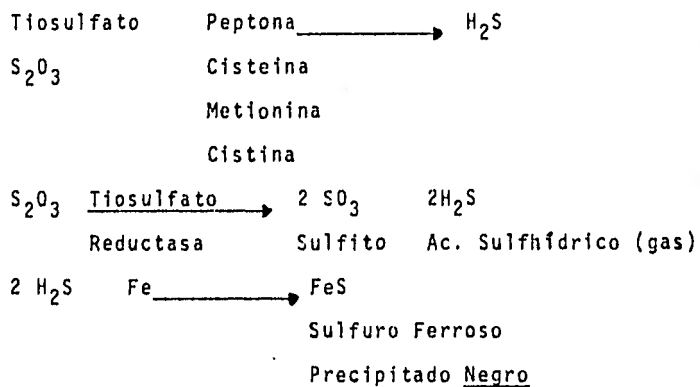 Tiosulfato Peptona → H2S
S2O3 Cisteina
Metionina
Cistina
S2O3 Tiosulfato → 2 SO3 2H2S
Reductasa Sulfito Ac. Sulfhídrico (gas)
2 H2S Fe → FeS
Sulfuro Ferroso
Precipitado Negro